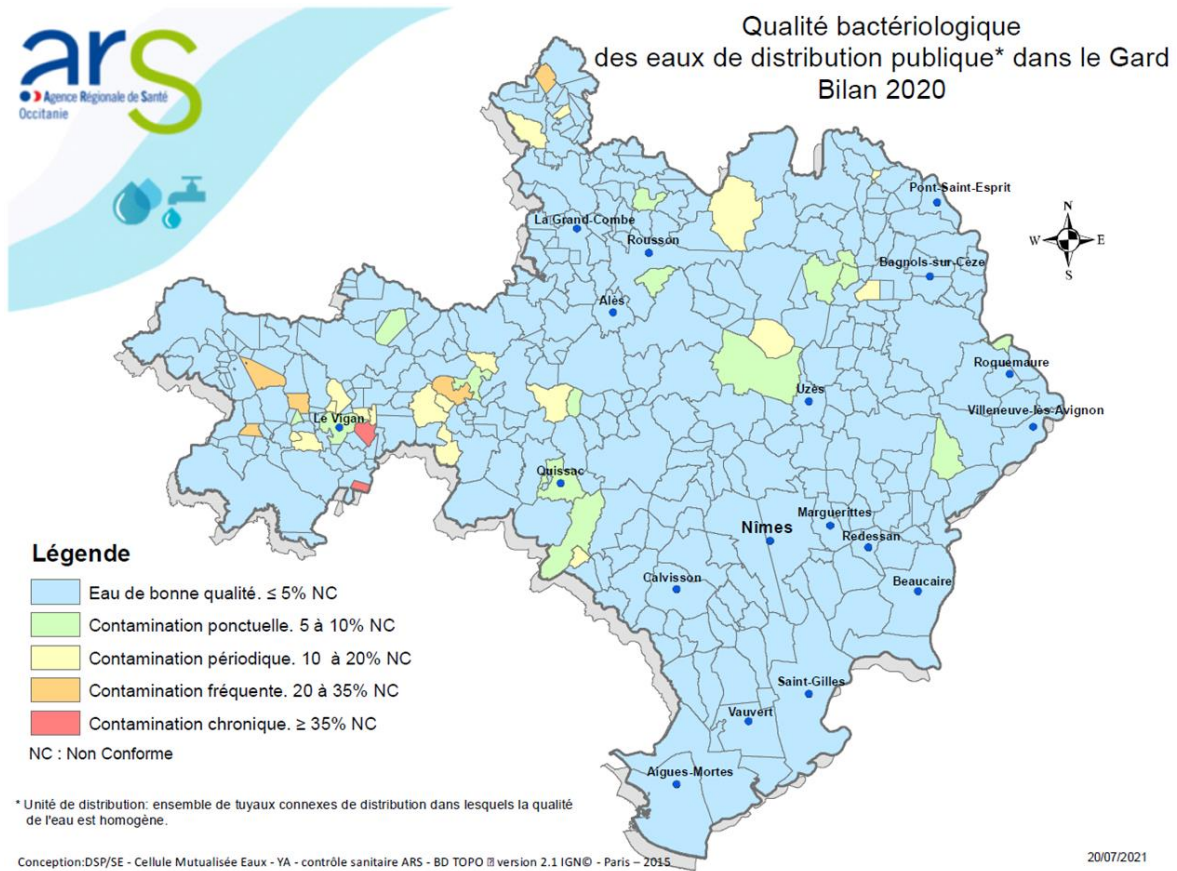 Qualité bactériologique
des eaux de distribution publique* dans le Gard
Bilan 2020
ars
Agence Régionale de Santé
Occitanie
Pont-Saint-Esprit
La Grand-Combe
Rousson
N
W
E
S
Bagnols-sur-Cèze
Alès
Roquemaure
Uzès
Villeneuve-lès-Avignon
Le Vigan
Quissac
Marguerittes
Nîmes
Redessan
Calvisson
Beaucaire
Saint-Gilles
Vauvert
Aigues-Mortes
Légende
Eau de bonne qualité. ≤ 5% NC
Contamination ponctuelle. 5 à 10% NC
Contamination périodique. 10 à 20% NC
Contamination fréquente. 20 à 35% NC
Contamination chronique. ≥ 35% NC
NC : Non Conforme
* Unité de distribution: ensemble de tuyaux connexes de distribution dans lesquels la qualité
de l'eau est homogène.
Conception:DSP/SE - Cellule Mutualisée Eaux - YA - contrôle sanitaire ARS - BD TOPO version 2.1 IGN© - Paris – 2015
20/07/2021